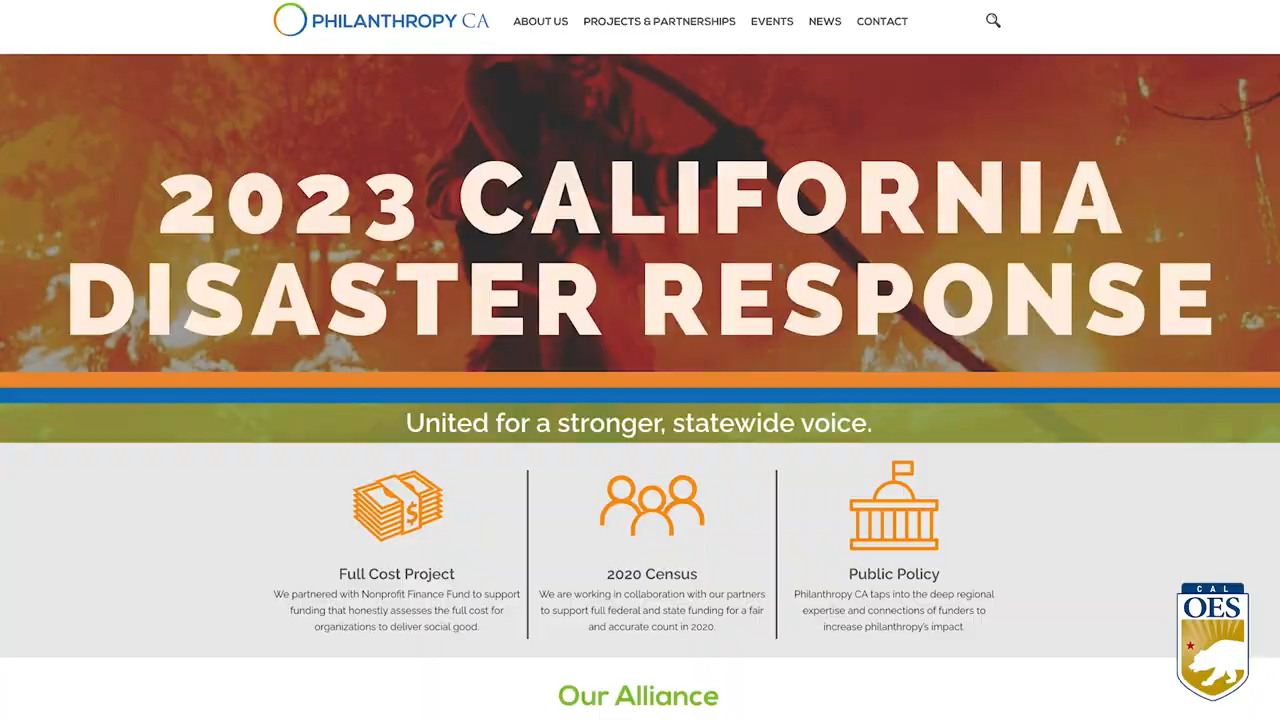 PHILANTHROPY CA
ABOUT US PROJECTS & PARTNERSHIPS EVENTS NEWS CONTACT
2023 CALIFORNIA
DISASTER RESPONSE
United for a stronger, statewide voice.
$
Full Cost Project
We partnered with Nonprofit Finance Fund to support
funding that honestly assesses the full cost for
organizations to deliver social good.
2020 Census
We are working in collaboration with our partners
to support full federal and state funding for a fair
and accurate count in 2020.
Public Policy
Philanthropy CA taps into the deep regional
expertise and connections of funders to
increase philanthropy's impact.
CAL
OES
Our Alliance